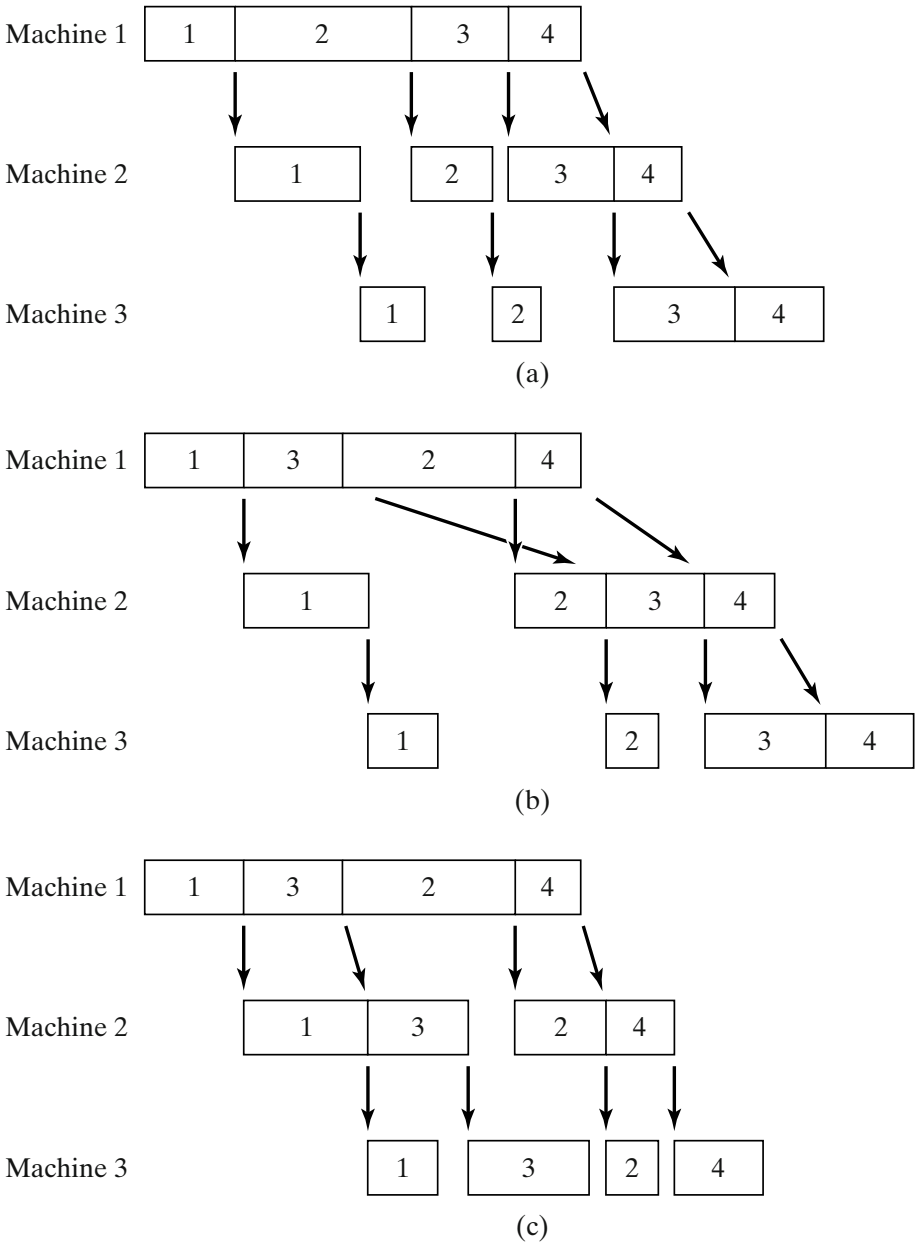 Machine 1 1 2 3 4
Machine 2 1 2 3 4
Machine 3 1 2 3 4
(a)
Machine 1 1 3 2 4
Machine 2 1 2 3 4
Machine 3 1 2 3 4
(b)
Machine 1 1 3 2 4
Machine 2 1 3 2 4
Machine 3 1 3 2 4
(c)